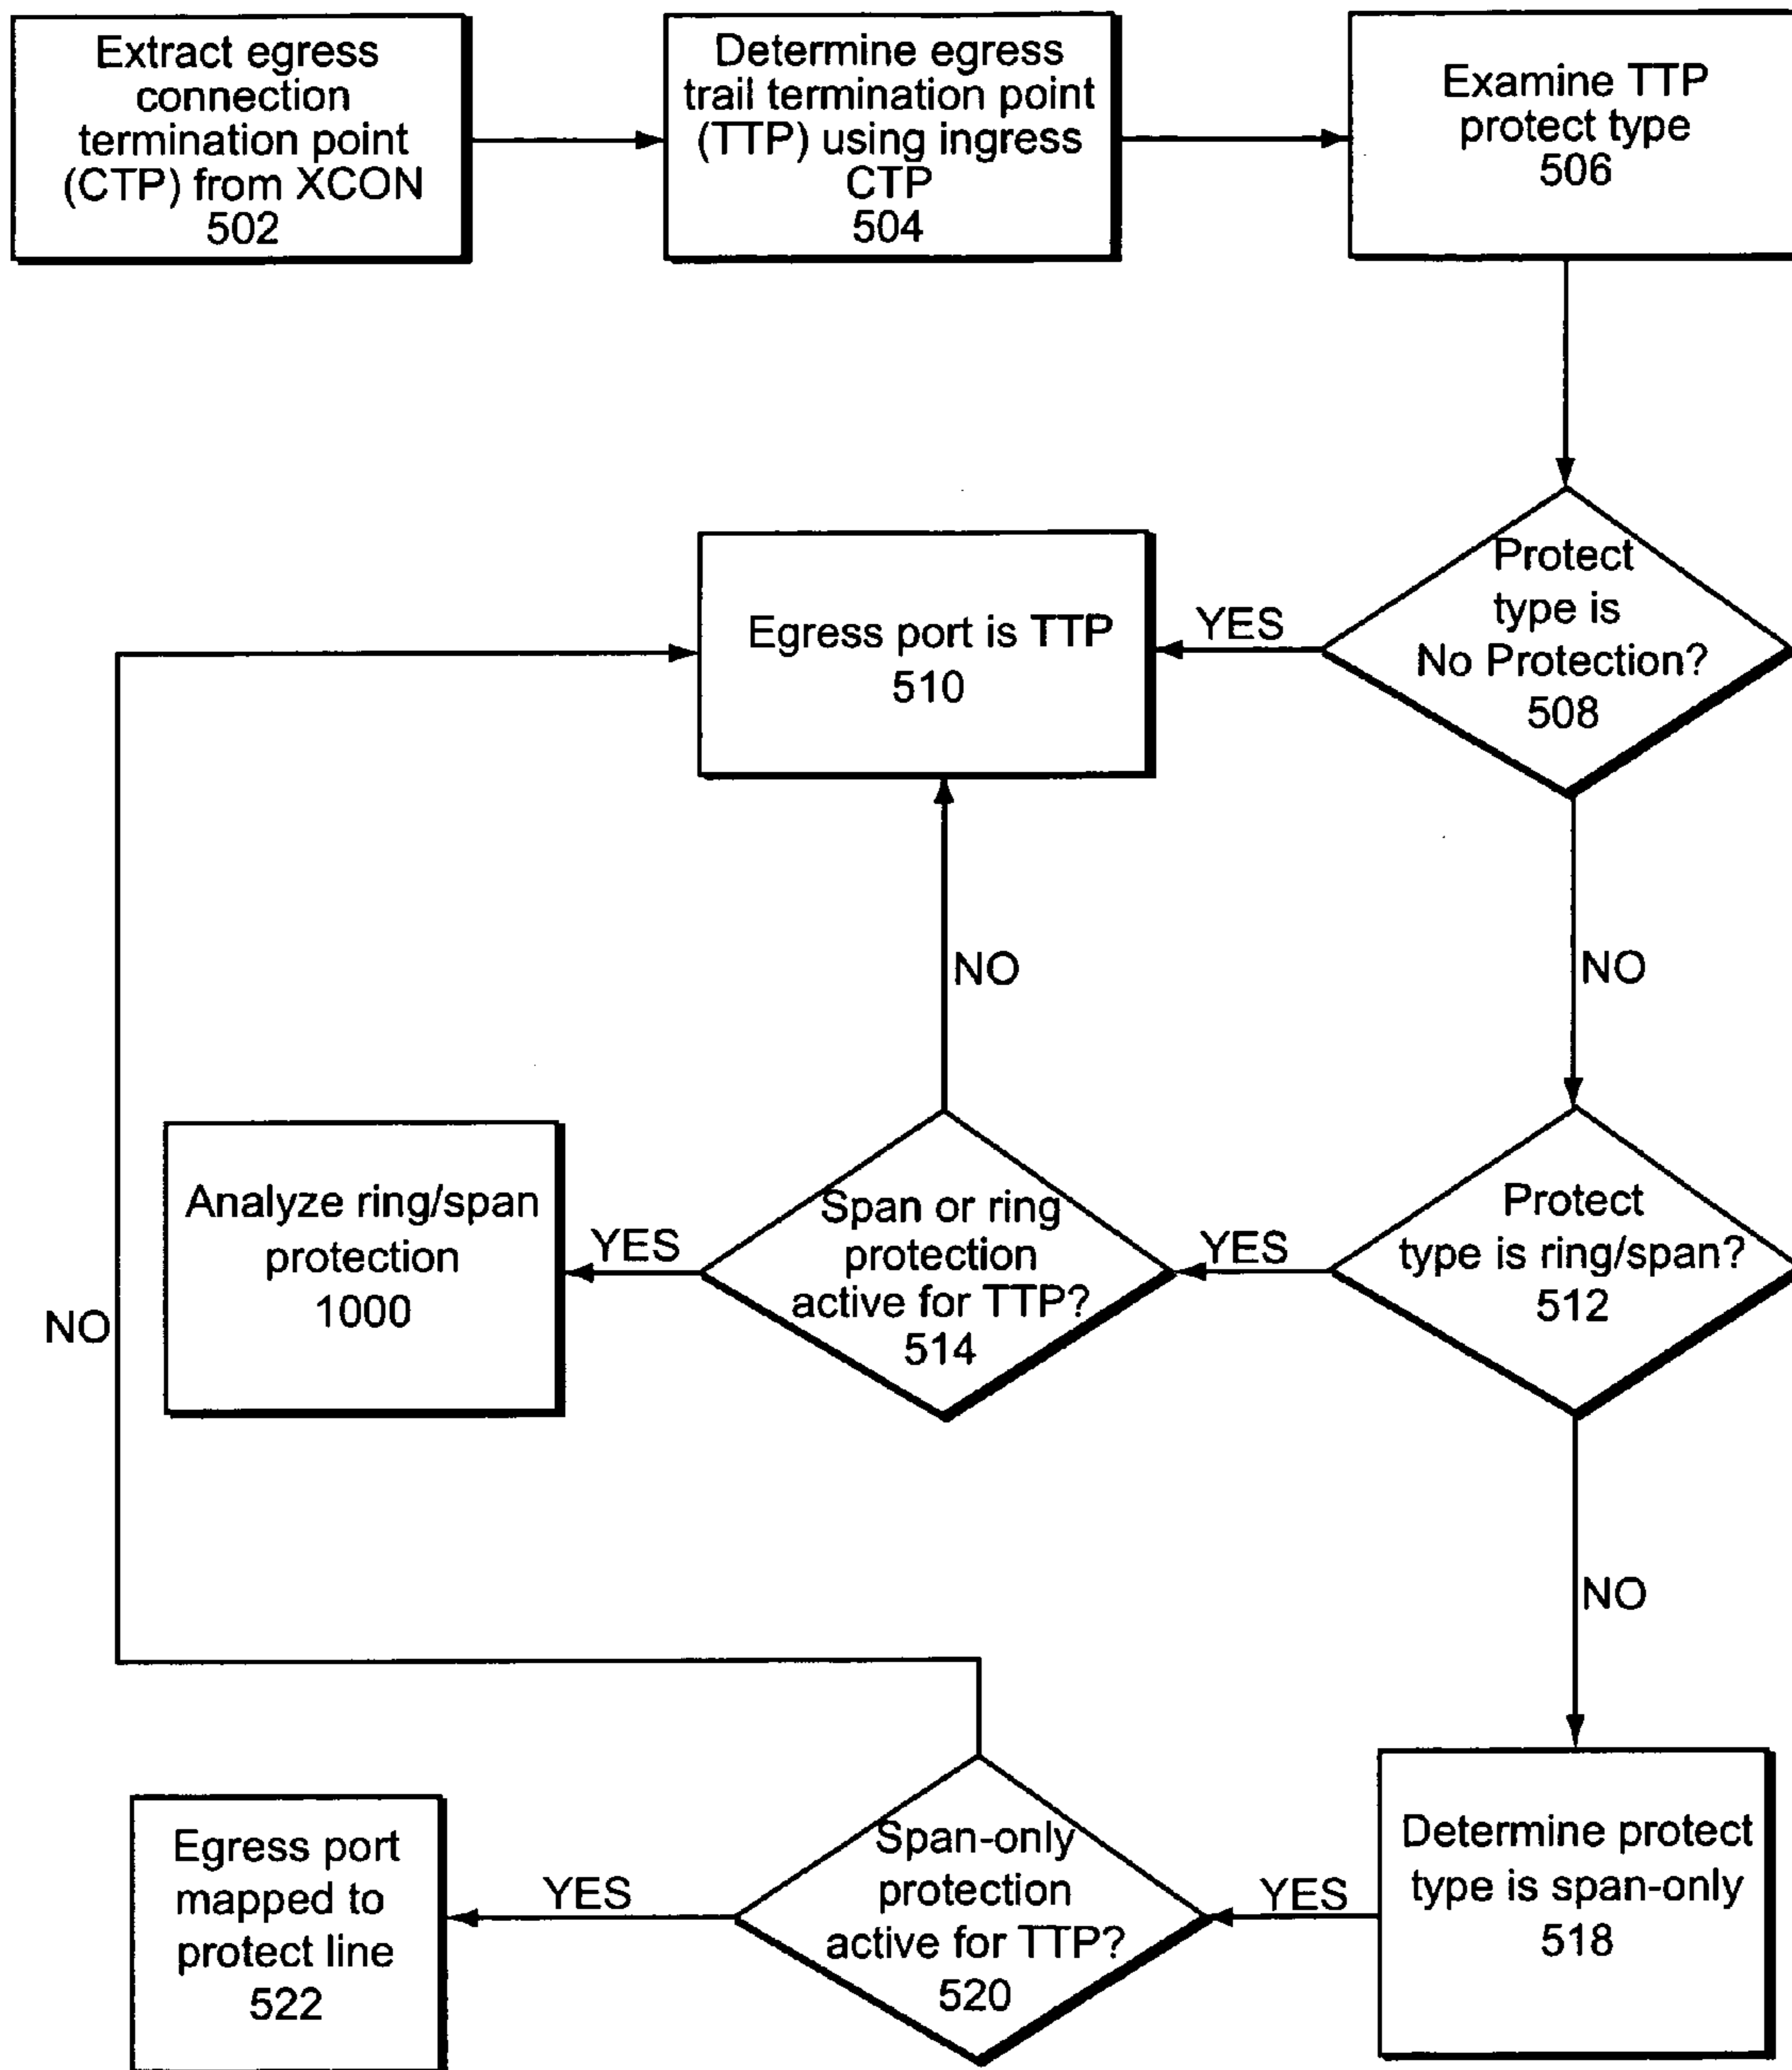 Extract egress
connection
termination point
(CTP) from XCON
502
Determine egress
trail termination point
(TTP) using ingress
CTP
504
Examine TTP
protect type
506
Protect
type is
No Protection?
508
YES
Egress port is TTP
510
NO
NO
Protect
type is ring/span?
512
YES
Span or ring
protection
active for TTP?
514
YES
Analyze ring/span
protection
1000
NO
NO
Determine protect
type is span-only
518
YES
Span-only
protection
active for TTP?
520
YES
Egress port
mapped to
protect line
522